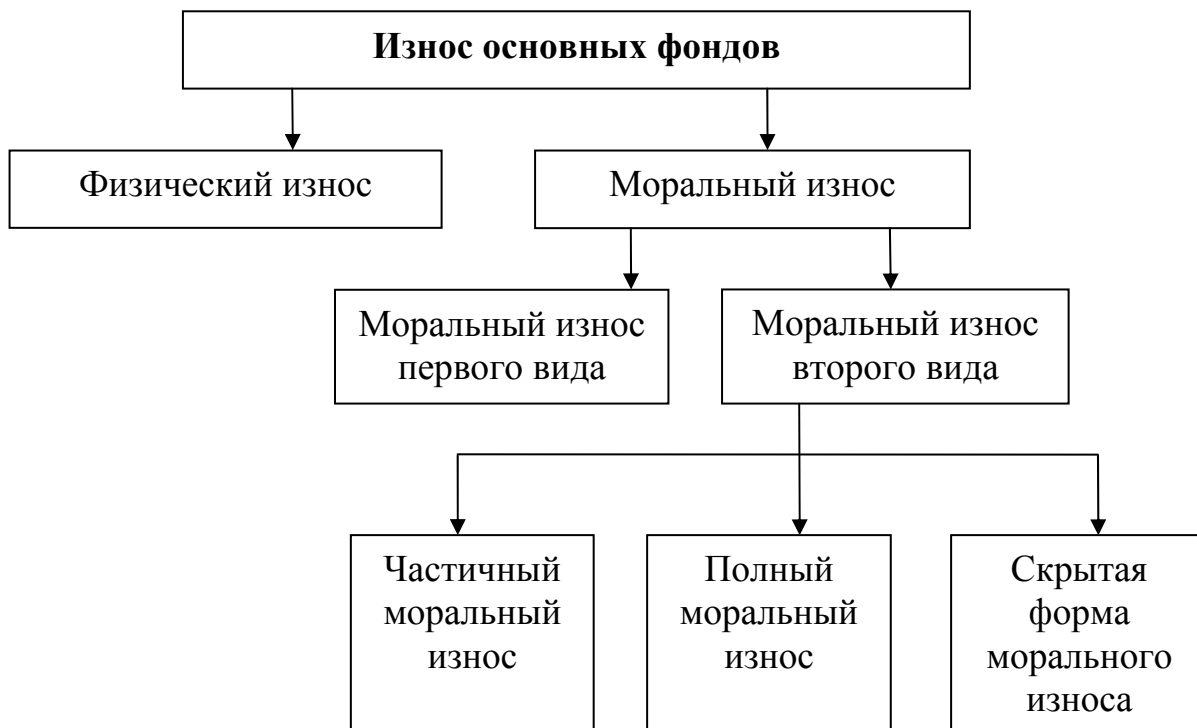 Износ основных фондов
Физический износ
Моральный износ
Моральный износ
первого вида
Моральный износ
второго вида
Частичный
моральный
износ
Полный
моральный
износ
Скрытая
форма
морального
износа